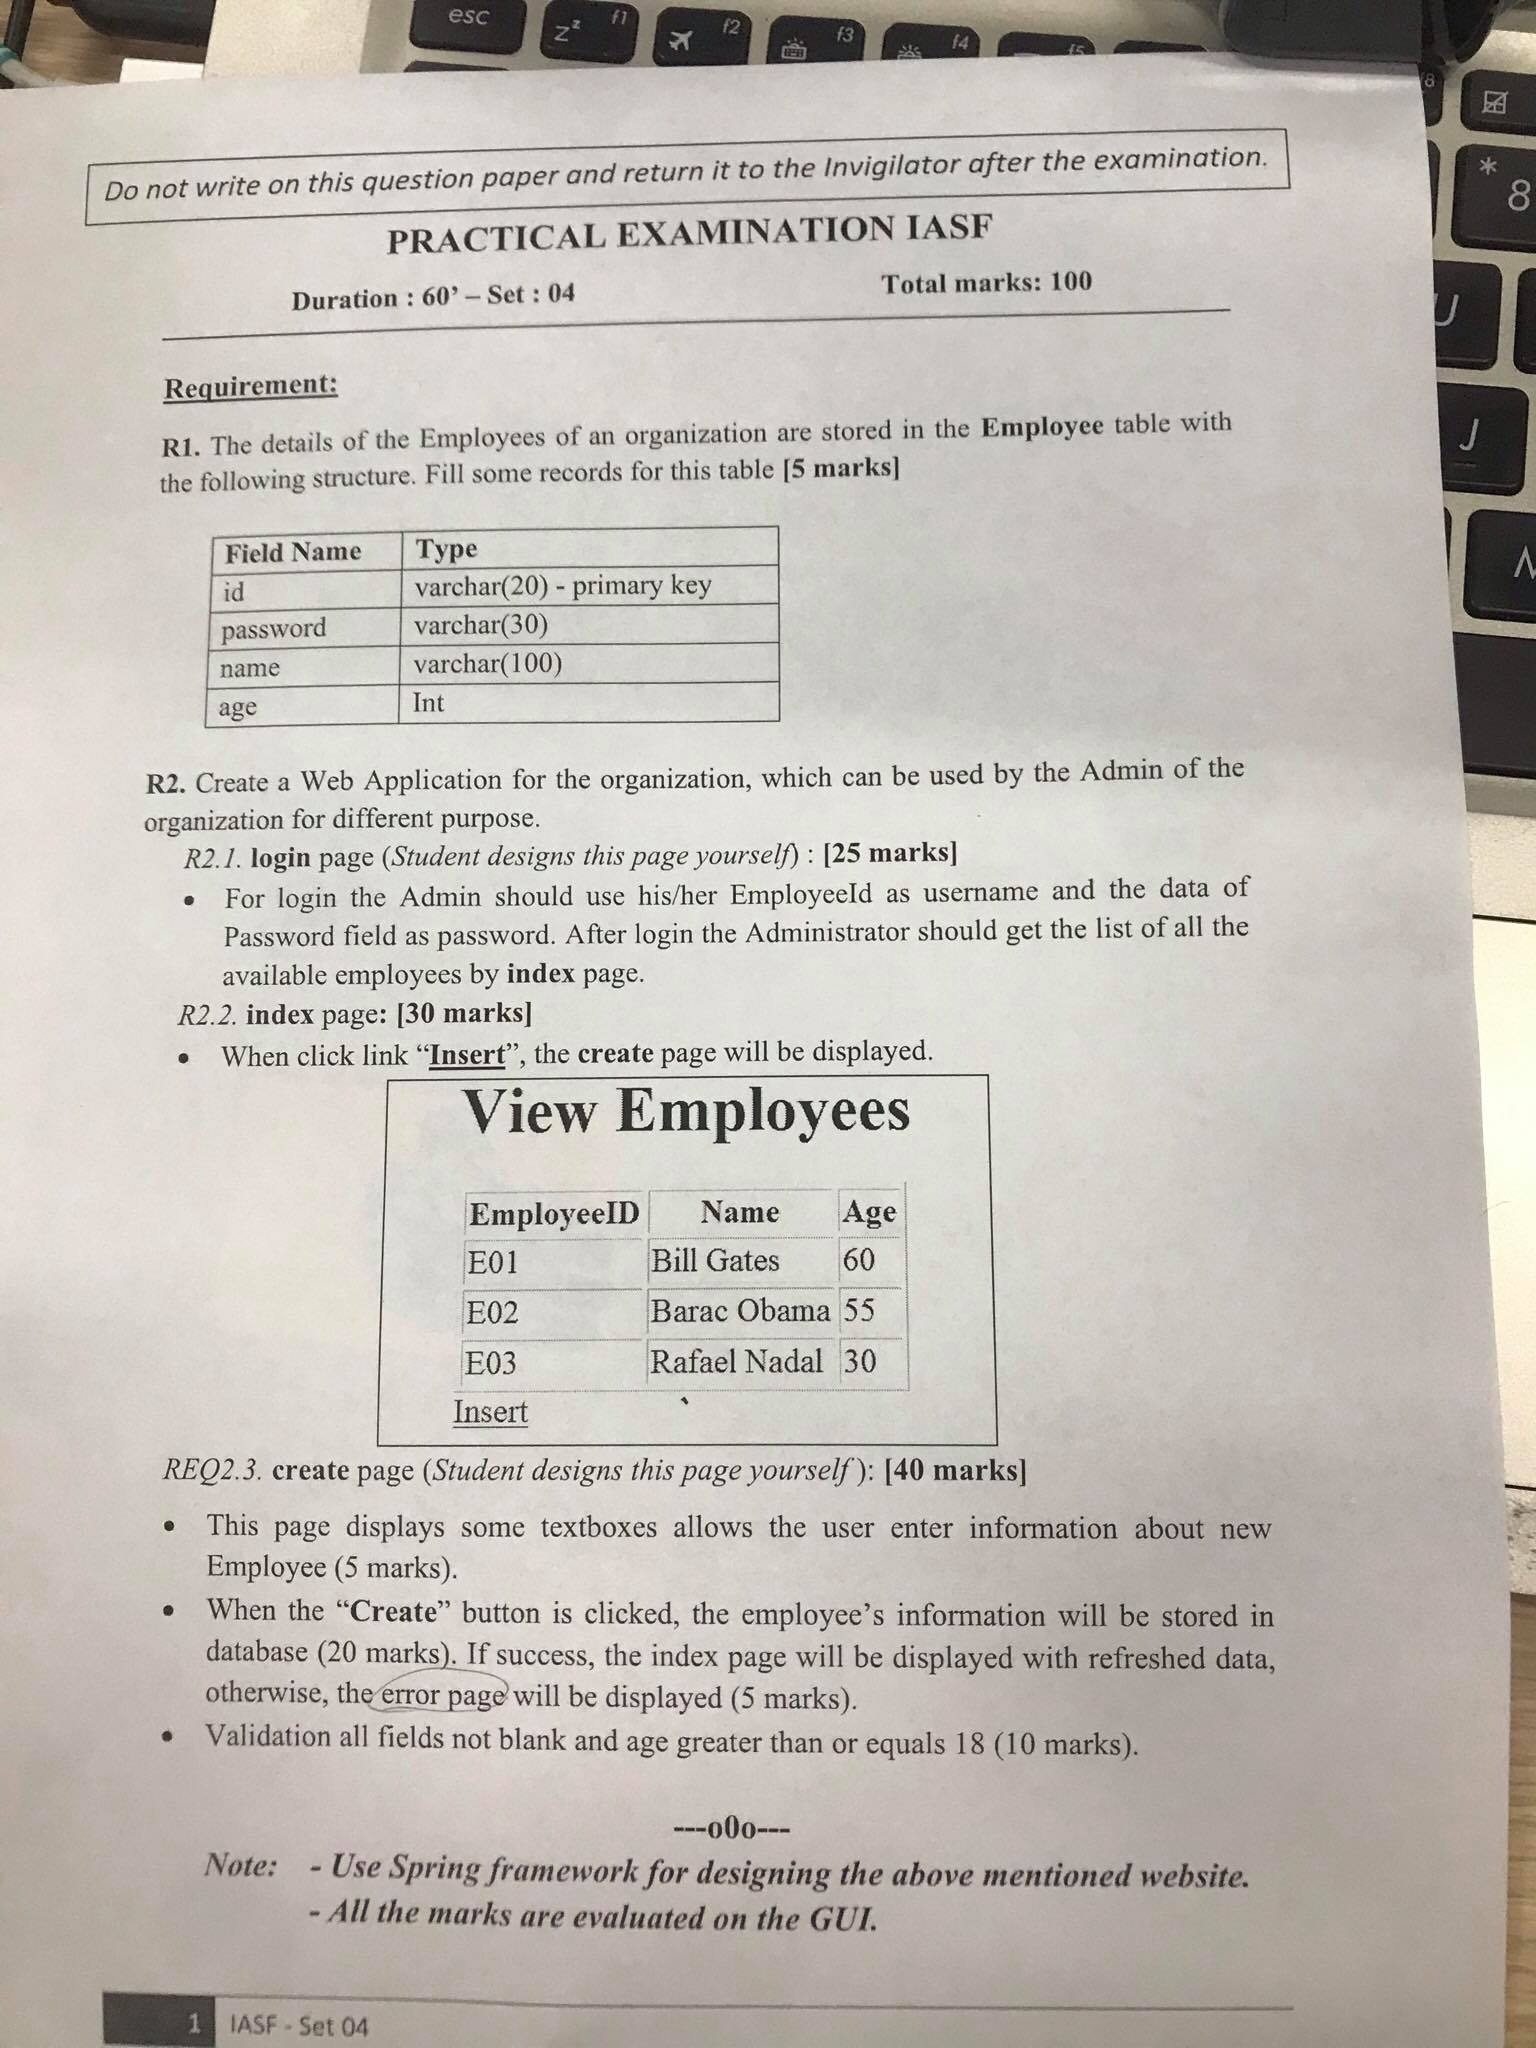 esc
zᶻ f1
f2
f3
f4
f5
f8
* 8
U
J
Do not write on this question paper and return it to the Invigilator after the examination.
PRACTICAL EXAMINATION IASF
Duration : 60’ – Set : 04 Total marks: 100
Requirement:
R1. The details of the Employees of an organization are stored in the Employee table with
the following structure. Fill some records for this table [5 marks]
Field Name Type
id varchar(20) - primary key
password varchar(30)
name varchar(100)
age Int
R2. Create a Web Application for the organization, which can be used by the Admin of the
organization for different purpose.
R2.1. login page (Student designs this page yourself) : [25 marks]
• For login the Admin should use his/her EmployeeId as username and the data of
Password field as password. After login the Administrator should get the list of all the
available employees by index page.
R2.2. index page: [30 marks]
• When click link “Insert”, the create page will be displayed.
View Employees
EmployeeID Name Age
E01 Bill Gates 60
E02 Barac Obama 55
E03 Rafael Nadal 30
Insert
REQ2.3. create page (Student designs this page yourself): [40 marks]
• This page displays some textboxes allows the user enter information about new
Employee (5 marks).
• When the “Create” button is clicked, the employee’s information will be stored in
database (20 marks). If success, the index page will be displayed with refreshed data,
otherwise, the error page will be displayed (5 marks).
• Validation all fields not blank and age greater than or equals 18 (10 marks).
---o0o---
Note: - Use Spring framework for designing the above mentioned website.
- All the marks are evaluated on the GUI.
1 IASF - Set 04